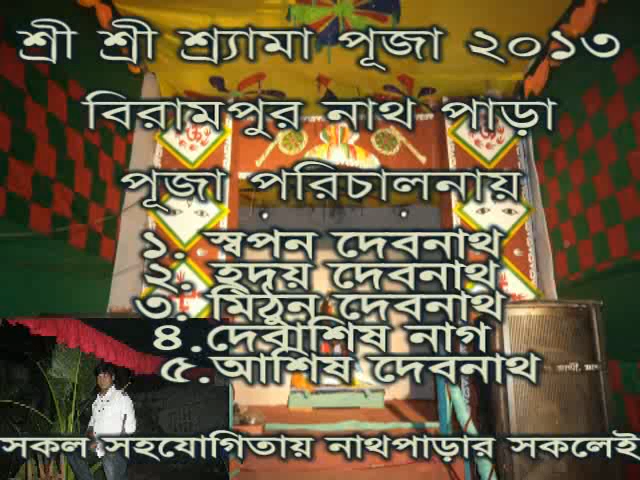 শ্রী শ্রী শ্র্যামা পূজা ২০১৩
বিরামপুর নাথ পাড়া
পূজা পরিচালনায়
১. স্বপন দেবনাথ
২. হৃদয় দেবনাথ
৩. মিঠুন দেবনাথ
৪.দেবাশিষ নাগ
৫.আশিষ দেবনাথ
সকল সহযোগিতায় নাথপাড়ার সকলেই